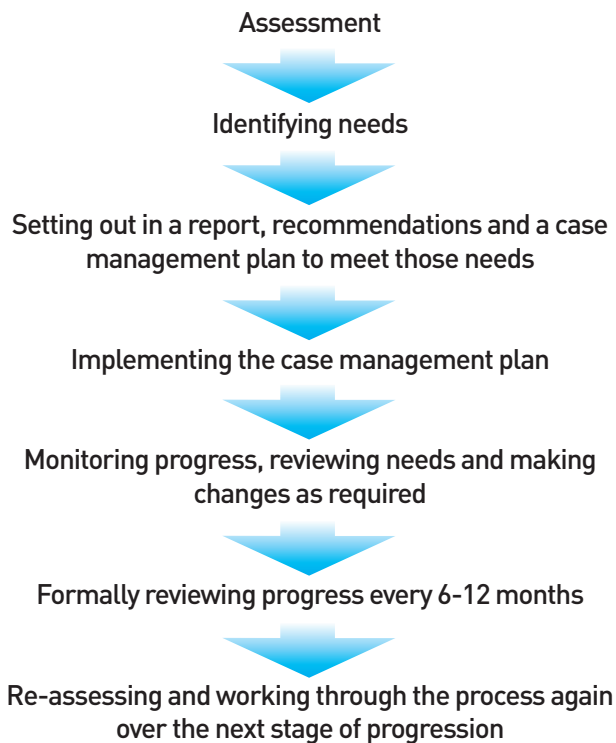 Assessment
Identifying needs
Setting out in a report, recommendations and a case
management plan to meet those needs
Implementing the case management plan
Monitoring progress, reviewing needs and making
changes as required
Formally reviewing progress every 6-12 months
Re-assessing and working through the process again
over the next stage of progression